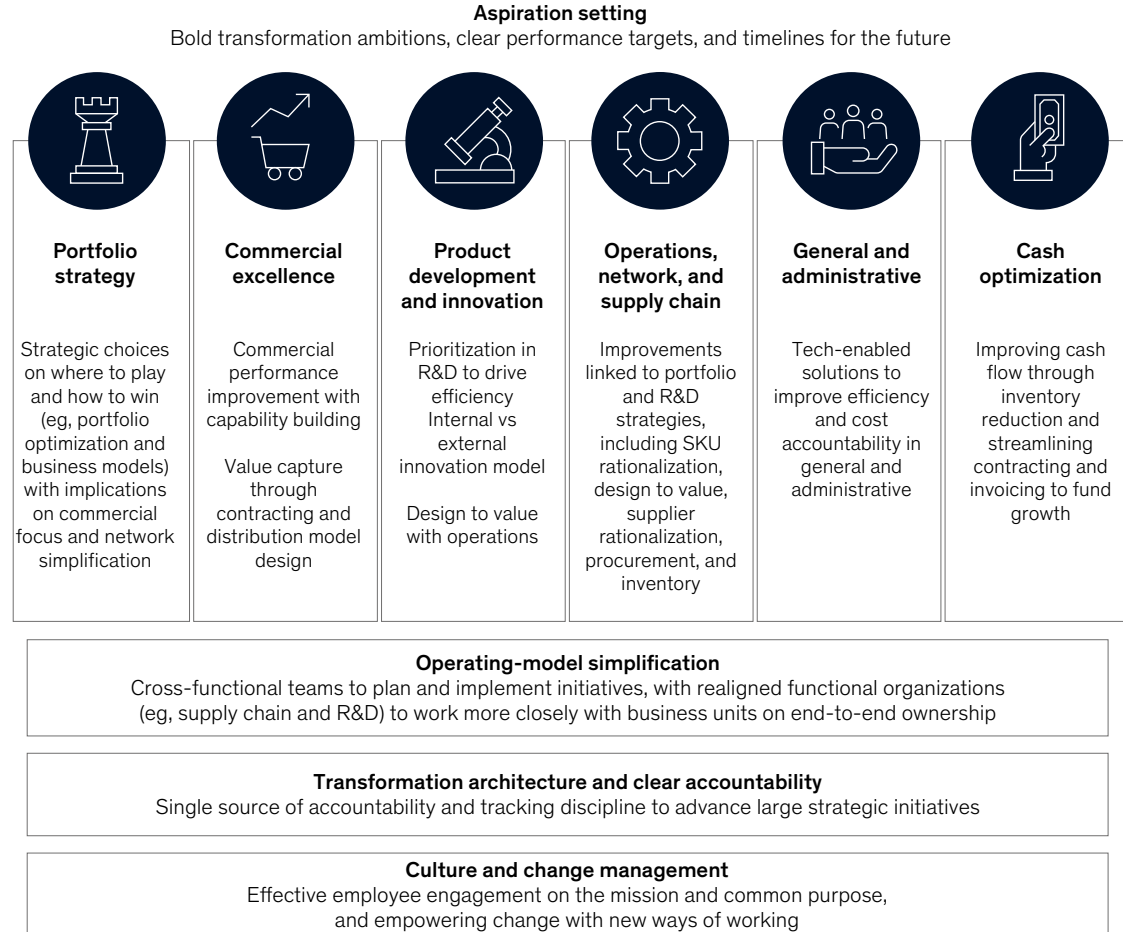 Aspiration setting
Bold transformation ambitions, clear performance targets, and timelines for the future
Portfolio
strategy
Strategic choices
on where to play
and how to win
(eg, portfolio
optimization and
business models)
with implications
on commercial
focus and network
simplification
Commercial
excellence
Commercial
performance
improvement with
capability building
Value capture
through
contracting and
distribution model
design
Product
development
and innovation
Prioritization in
R&D to drive
efficiency
Internal vs
external
innovation model
Design to value
with operations
Operations,
network, and
supply chain
Improvements
linked to portfolio
and R&D
strategies,
including SKU
rationalization,
design to value,
supplier
rationalization,
procurement, and
inventory
General and
administrative
Tech-enabled
solutions to
improve efficiency
and cost
accountability in
general and
administrative
Cash
optimization
Improving cash
flow through
inventory
reduction and
streamlining
contracting and
invoicing to fund
growth
Operating-model simplification
Cross-functional teams to plan and implement initiatives, with realigned functional organizations
(eg, supply chain and R&D) to work more closely with business units on end-to-end ownership
Transformation architecture and clear accountability
Single source of accountability and tracking discipline to advance large strategic initiatives
Culture and change management
Effective employee engagement on the mission and common purpose,
and empowering change with new ways of working